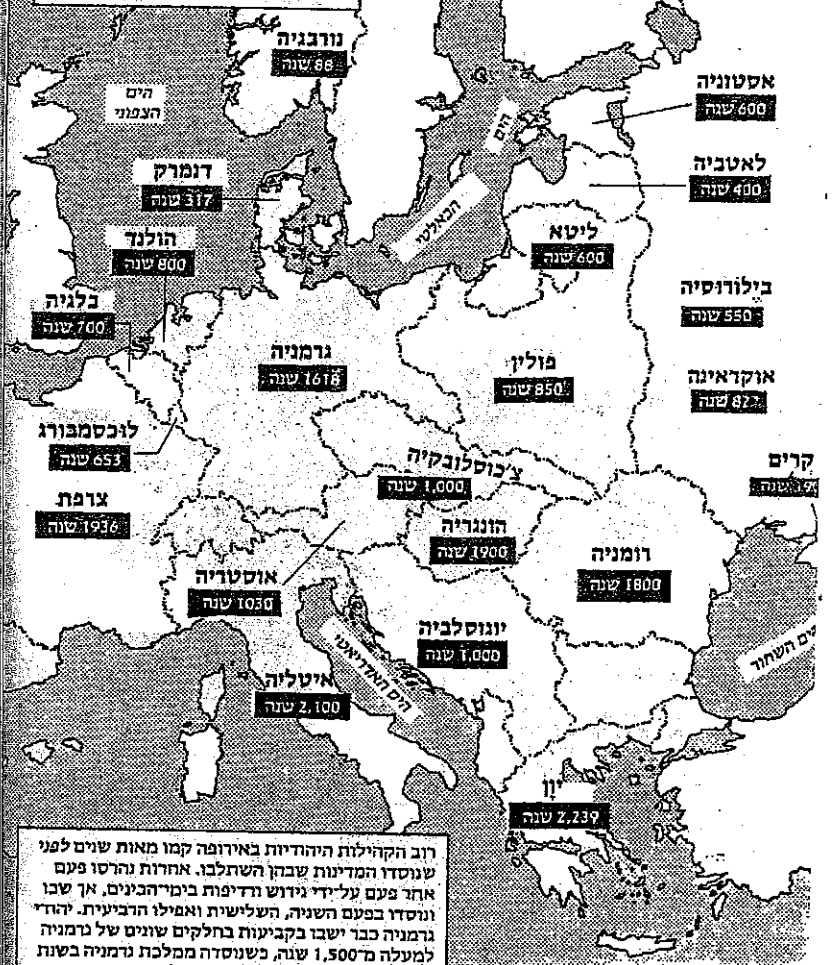 נורבגיה
88 שנה
הים
הצפוני
אסטוניה
600 שנה
הים
הבאלטי
דנמרק
317 שנה
לאטביה
400 שנה
הולנד
800 שנה
ליטא
600 שנה
בלגיה
700 שנה
בילורוסיה
550 שנה
גרמניה
1618 שנה
פולין
850 שנה
אוקראינה
שנה
לוכסמבורג
653 שנה
צ'כוסלובקיה
1,000 שנה
קרים
שנה
צרפת
1936 שנה
הונגריה
1900 שנה
רומניה
1800 שנה
אוסטריה
1030 שנה
יוגוסלביה
1,000 שנה
הים השחור
איטליה
2,100 שנה
הים האדריאטי
יון
2,239 שנה
רוב הקהילות היהודיות באירופה קמו מאות שנים לפני
שנוסדו המדינות שבהן השתלבו. אחדות נהרסו פעם
אחר פעם על-ידי גירוש ורדיפות בימי-הביניים, אך שבו
ונוסדו בפעם השניה, השלישית ואפילו הרביעית. יהודי
גרמניה כבר ישבו בקביעות בחלקים שונים של גרמניה
למעלה מ-1,500 שנה, כשנוסדה ממלכת גרמניה בשנת